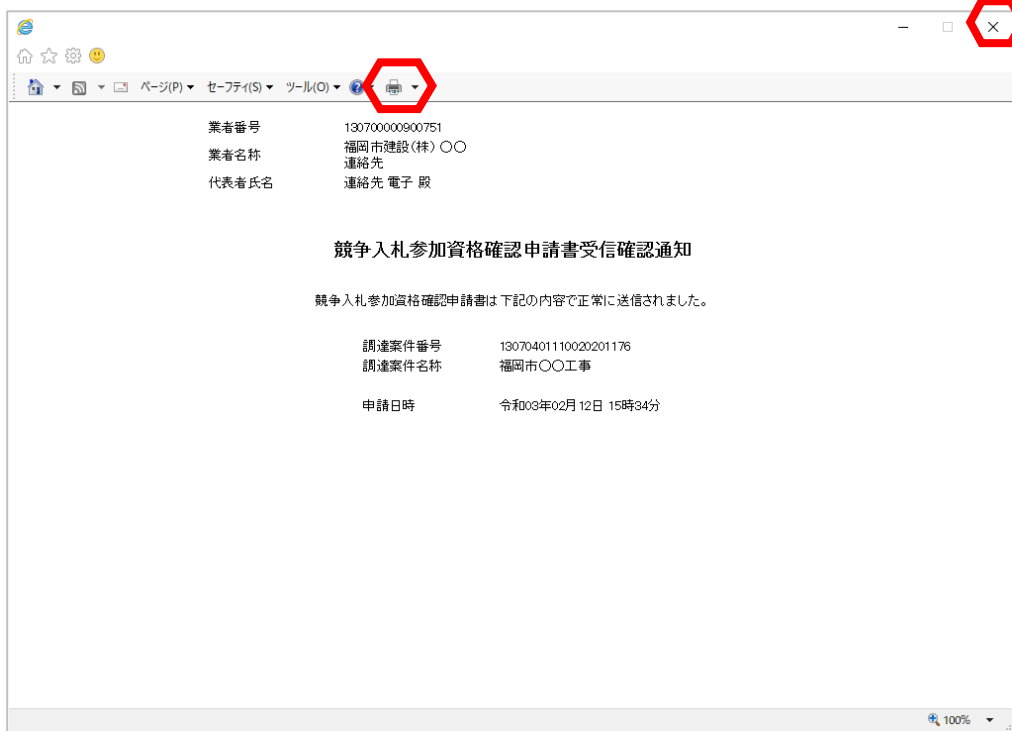 ページ(P) セーフティ(S) ツール(O)
業者番号 130700000900751
業者名称 福岡市建設(株)〇〇
連絡先
代表者氏名 連絡先 電子 殿
競争入札参加資格確認申請書受信確認通知
競争入札参加資格確認申請書は下記の内容で正常に送信されました。
調達案件番号 13070401110020201176
調達案件名称 福岡市〇〇工事
申請日時 令和03年02月12日 15時34分
100%